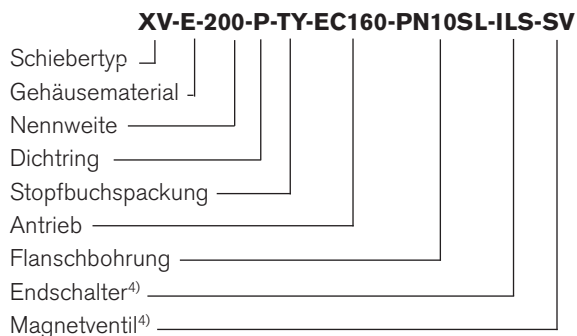 XV-E-200-P-TY-EC160-PN10SL-ILS-SV
Schiebertyp
Gehäusematerial
Nennweite
Dichtring
Stopfbuchspackung
Antrieb
Flanschbohrung
Endschalter4)
Magnetventil4)